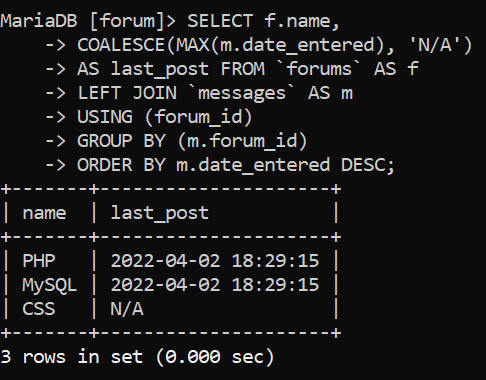 MariaDB [forum]> SELECT f.name,
    -> COALESCE(MAX(m.date_entered), 'N/A')
    -> AS last_post FROM `forums` AS f
    -> LEFT JOIN `messages` AS m
    -> USING (forum_id)
    -> GROUP BY (m.forum_id)
    -> ORDER BY m.date_entered DESC;
+-------+---------------------+
| name  | last_post           |
+-------+---------------------+
| PHP   | 2022-04-02 18:29:15 |
| MySQL | 2022-04-02 18:29:15 |
| CSS   | N/A                 |
+-------+---------------------+
3 rows in set (0.000 sec)